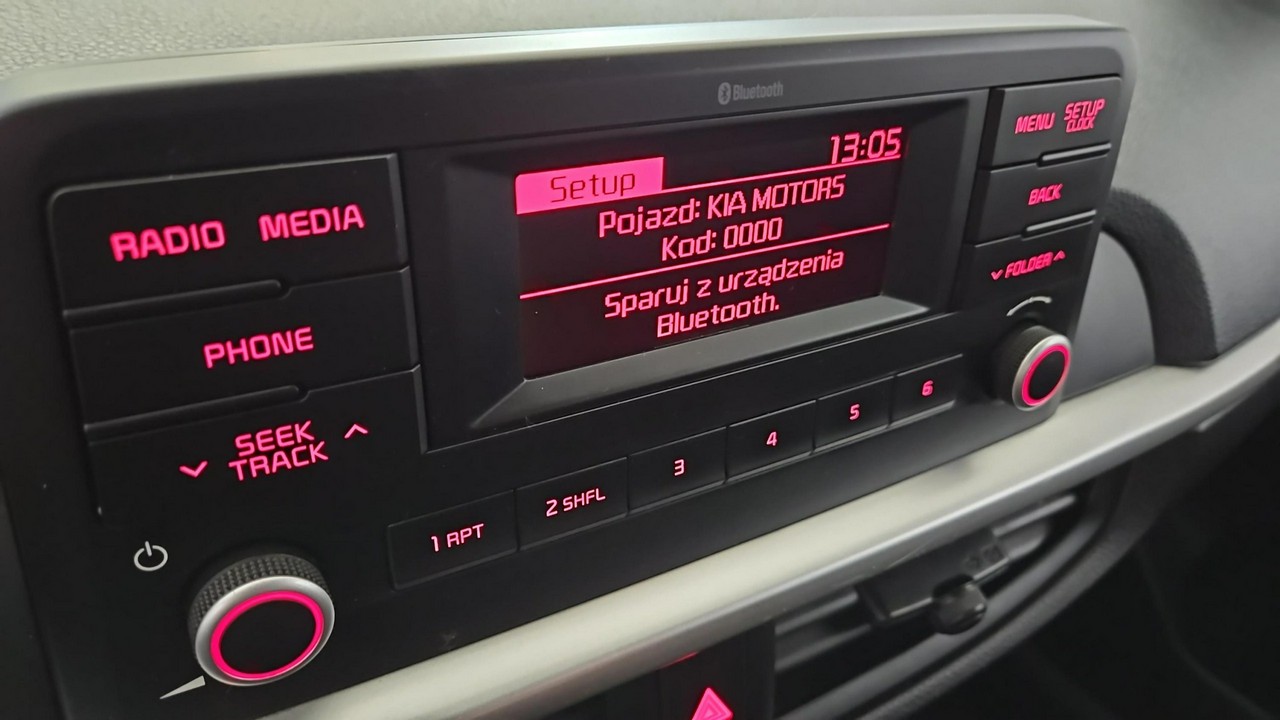 Bluetooth
RADIO MEDIA
PHONE
SEEK
TRACK
Setup
13:05
Pojazd: KIA MOTORS
Kod: 0000
Sparuj z urządzenia
Bluetooth.
MENU SETUP
CLOCK
BACK
FOLDER
1 RPT
2 SHFL
3
4
5
6